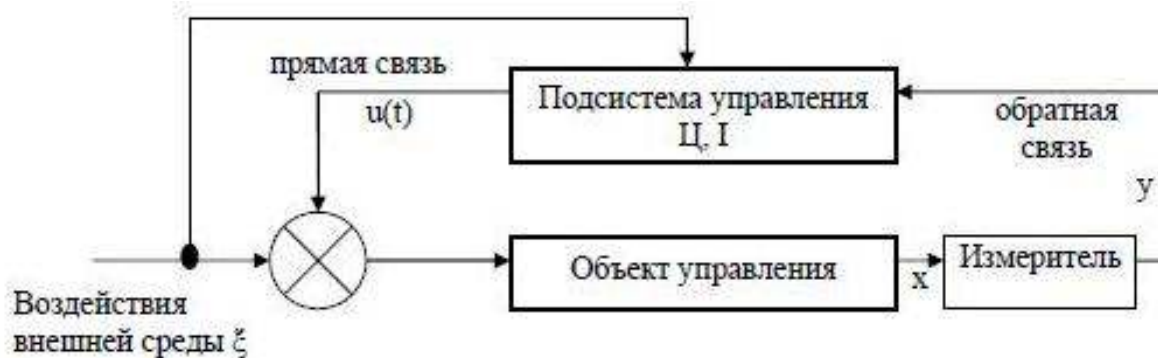 прямая связь
u(t)
Подсистема управления
Ц, I
обратная
связь
y
Объект управления
x
Измеритель
Воздействия
внешней среды ξ